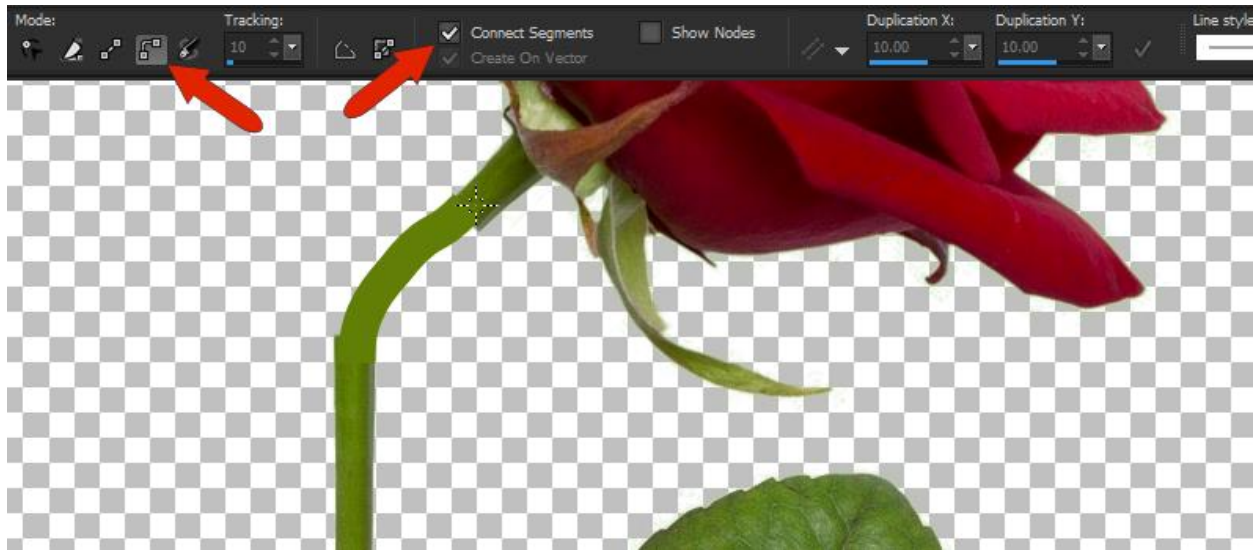 Mode:
Tracking:
10
Connect Segments
Create On Vector
Show Nodes
Duplication X:
10.00
Duplication Y:
10.00
Line style